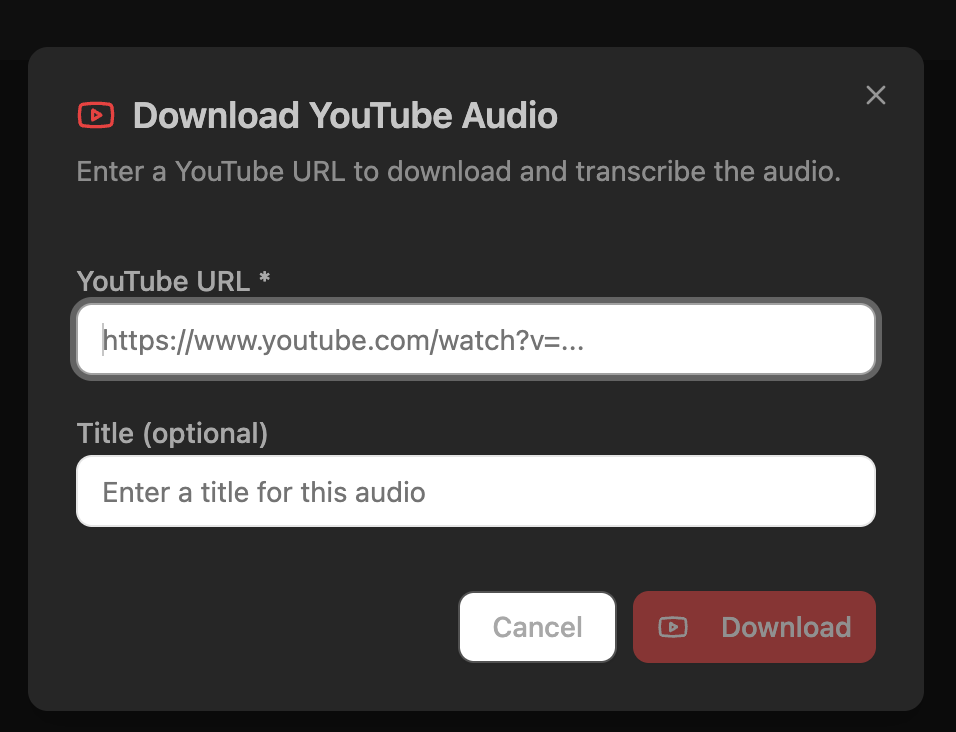 Download YouTube Audio
Enter a YouTube URL to download and transcribe the audio.
YouTube URL *
https://www.youtube.com/watch?v=...
Title (optional)
Enter a title for this audio
Cancel
Download